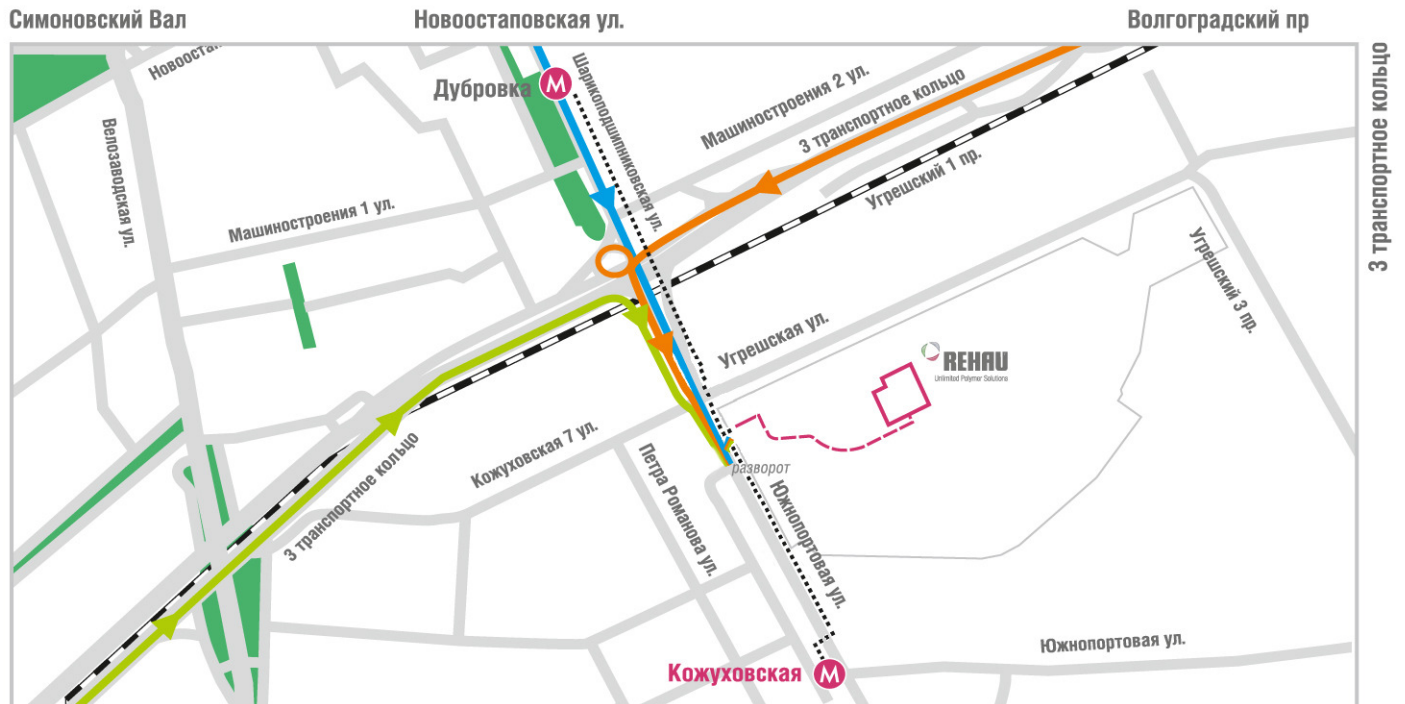 Симоновский Вал
Новоостаповская ул.
Волгоградский пр
3 транспортное кольцо
Новоостап
Дубровка
М
Шарикоподшипниковская ул.
Машиностроения 2 ул.
3 транспортное кольцо
Угрешский 1 пр.
Велозаводская ул.
Машиностроения 1 ул.
Угрешский 3 пр.
Угрешская ул.
REHAU
Unlimited Polymer Solutions
Кожуховская 7 ул.
3 транспортное кольцо
разворот
Петра Романова ул.
Южнопортовая ул.
Южнопортовая ул.
Кожуховская
М